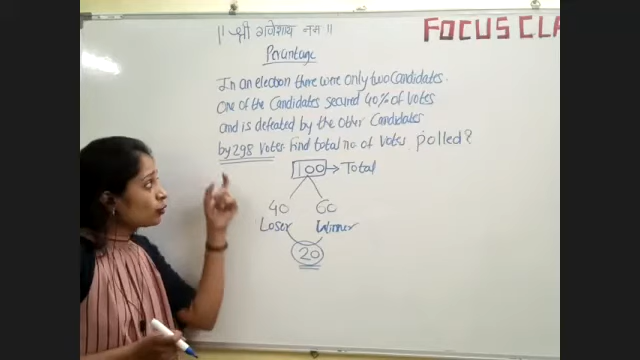 || श्री गणेशाय नमः ||
FOCUS CLA
Percentage
In an election there were only two Candidates.
One of the Candidates secured 40% of votes
and is defeated by the other Candidates
by 298 votes Find total no of votes polled?
100 → Total
40 60
Loser Winner
20